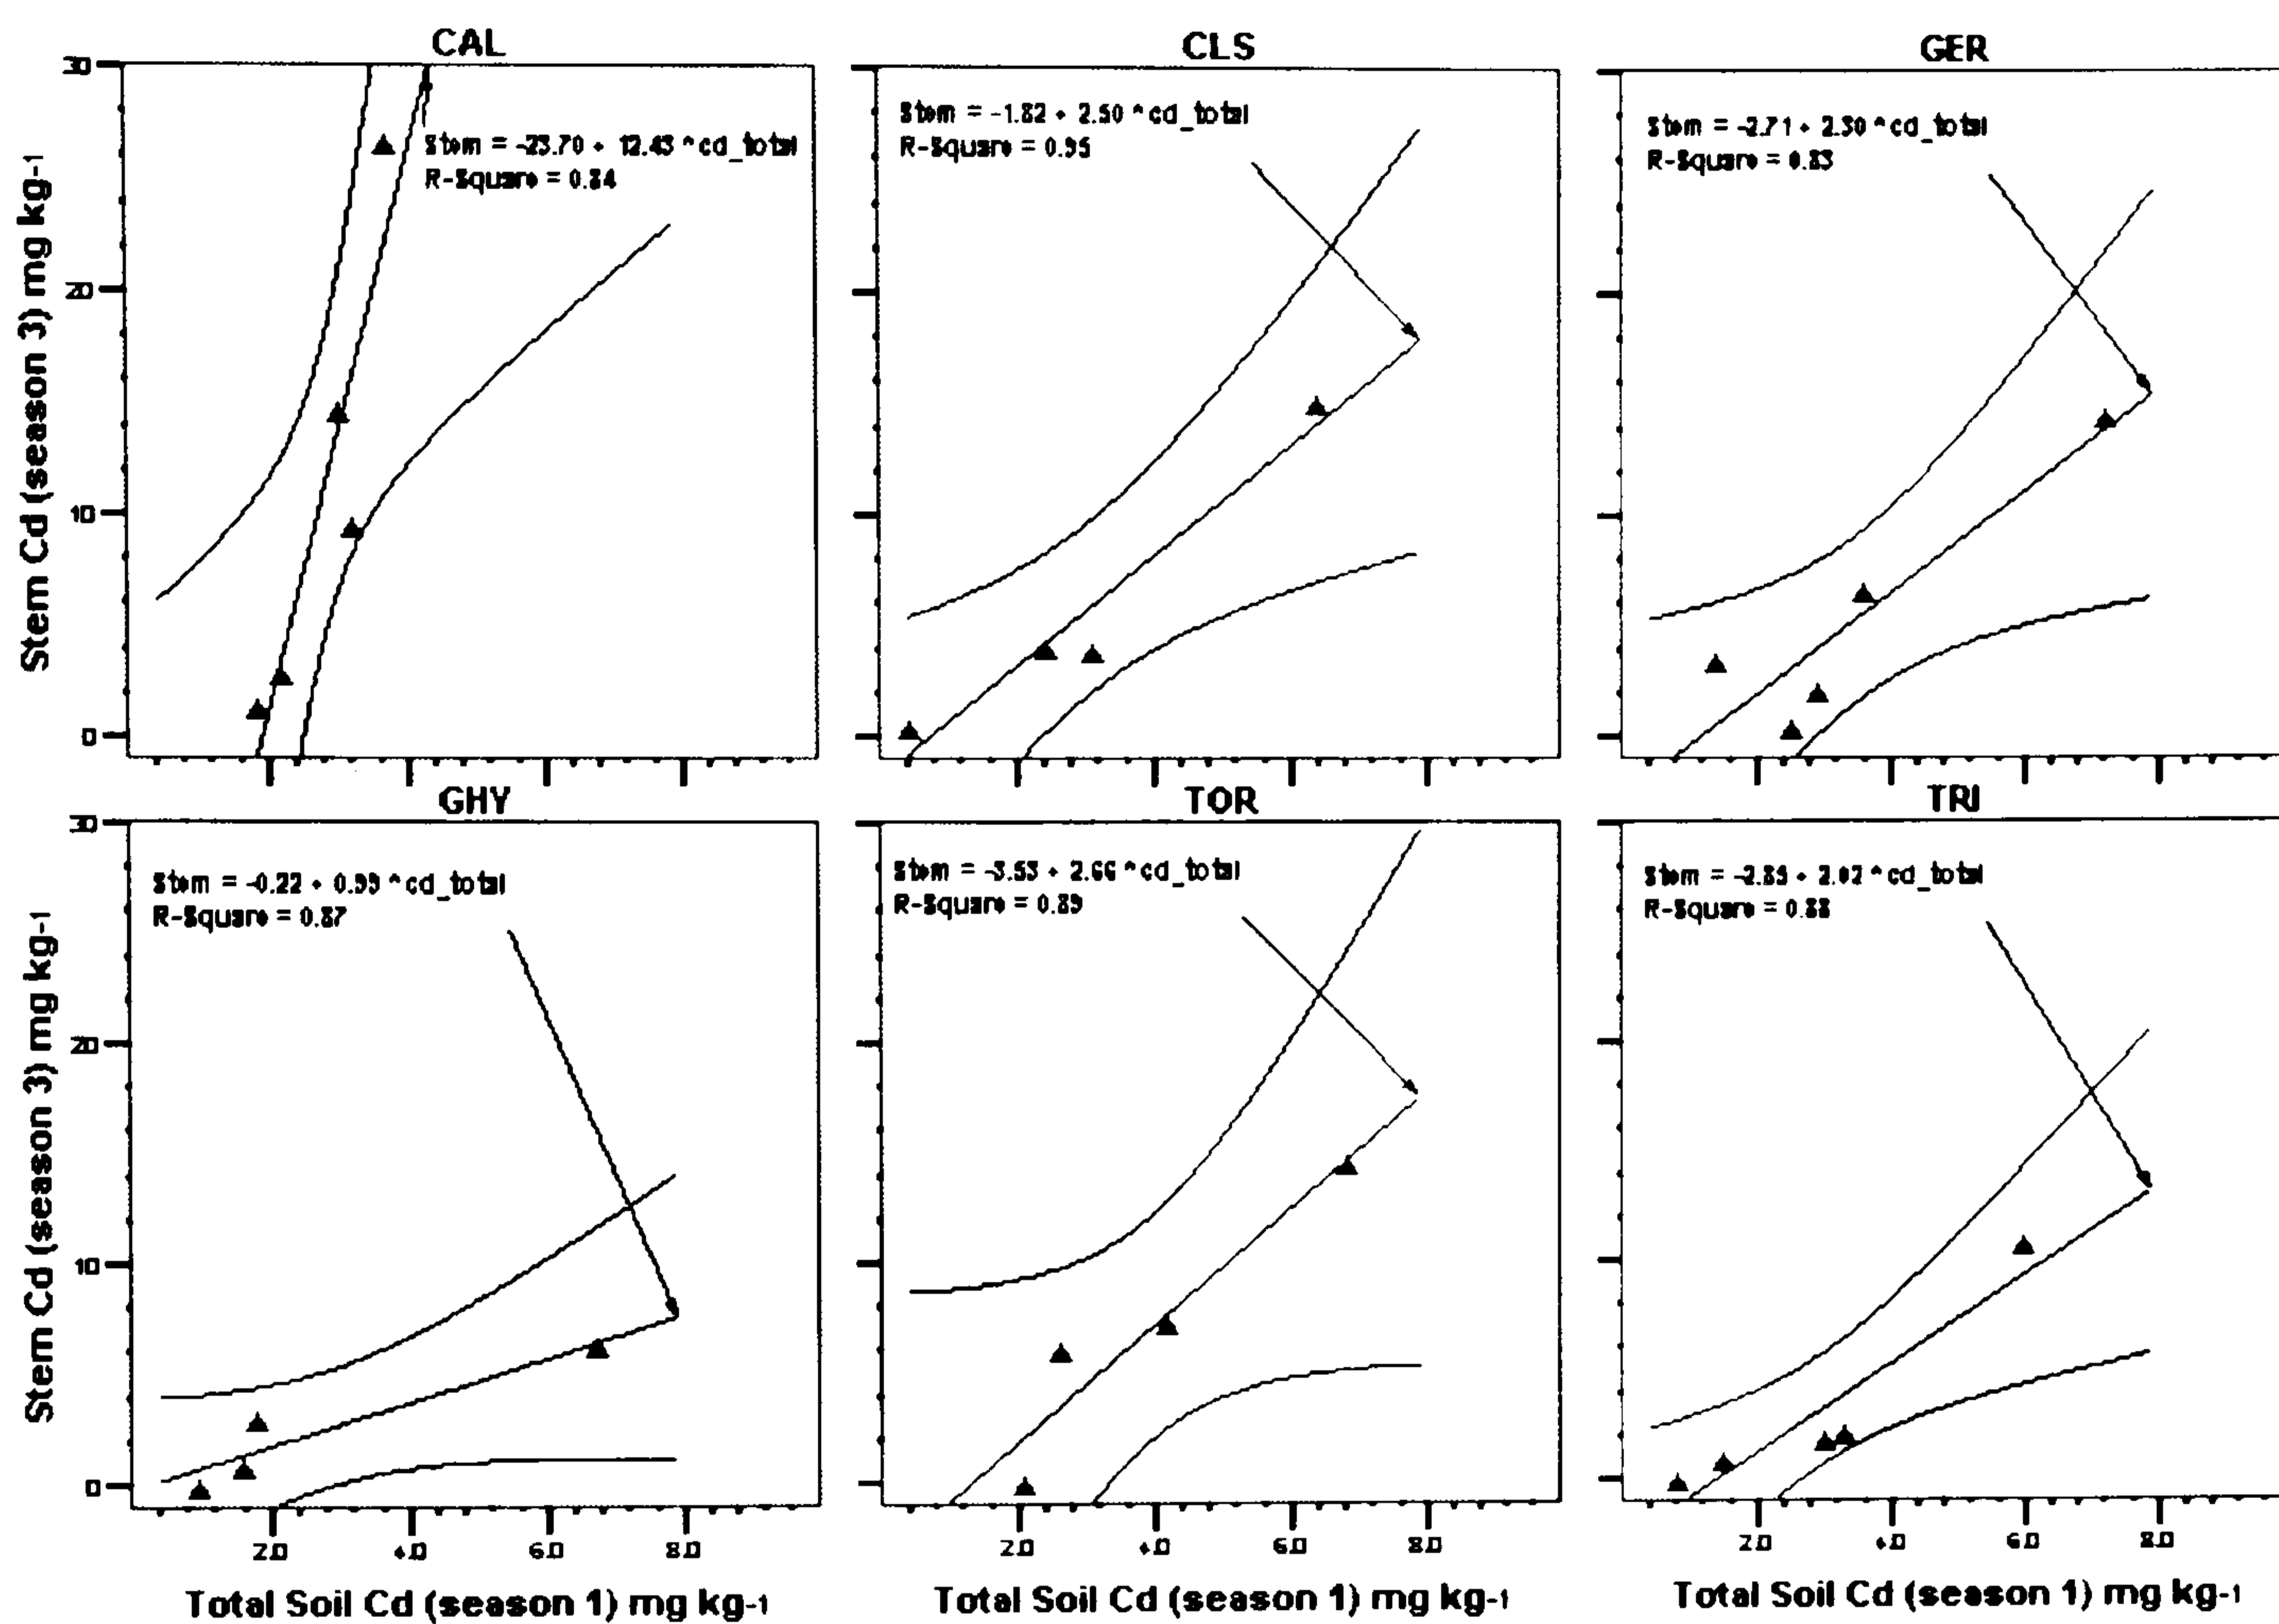 CAL
CLS
GER
30
20
10
0
Stem Cd (season 3) mg kg-1
Stem = -23.70 + 12.43 * cd_total
R-Square = 0.84
Stem = -1.82 + 2.50 * cd_total
R-Square = 0.95
Stem = -2.71 + 2.30 * cd_total
R-Square = 0.83
GHY
TOR
TRI
30
20
10
0
Stem Cd (season 3) mg kg-1
Stem = -0.22 + 0.99 * cd_total
R-Square = 0.87
Stem = -3.53 + 2.66 * cd_total
R-Square = 0.89
Stem = -2.85 + 2.02 * cd_total
R-Square = 0.88
2.0 4.0 6.0 8.0
2.0 4.0 6.0 8.0
2.0 4.0 6.0 8.0
Total Soil Cd (season 1) mg kg-1
Total Soil Cd (season 1) mg kg-1
Total Soil Cd (season 1) mg kg-1